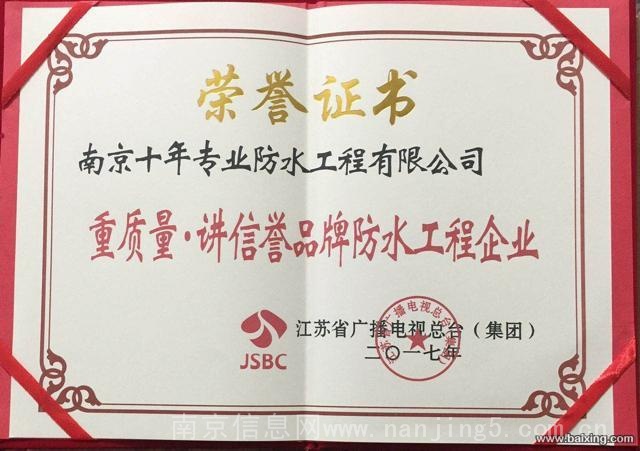 荣誉证书
南京十年专业防水工程有限公司
重质量·讲信誉品牌防水工程企业
JSBC
江苏省广播电视总台（集团）
二〇一七年
南京信息网www.nanjing5.com.cn
www.baixing.com